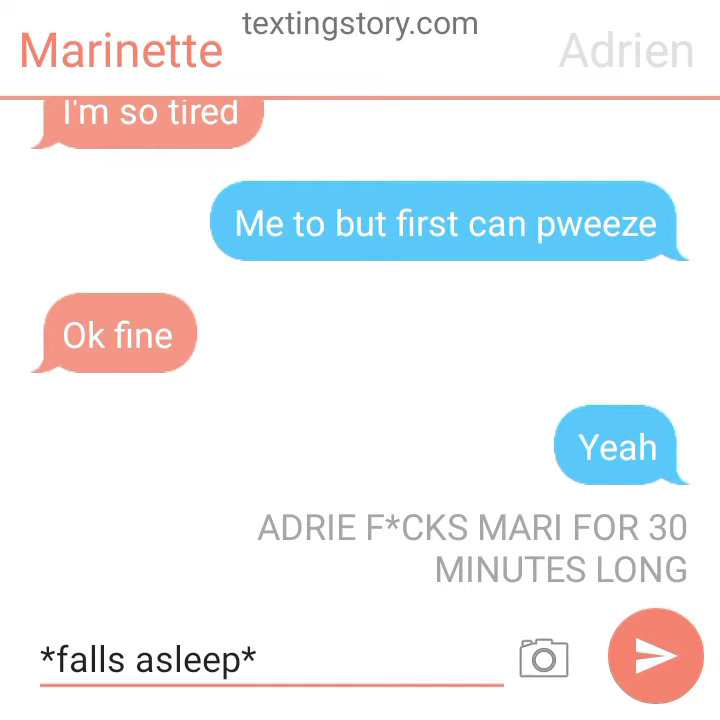 textingstory.com
Marinette
Adrien
I'm so tired
Me to but first can pweeze
Ok fine
Yeah
ADRIE F*CKS MARI FOR 30
MINUTES LONG
*falls asleep*